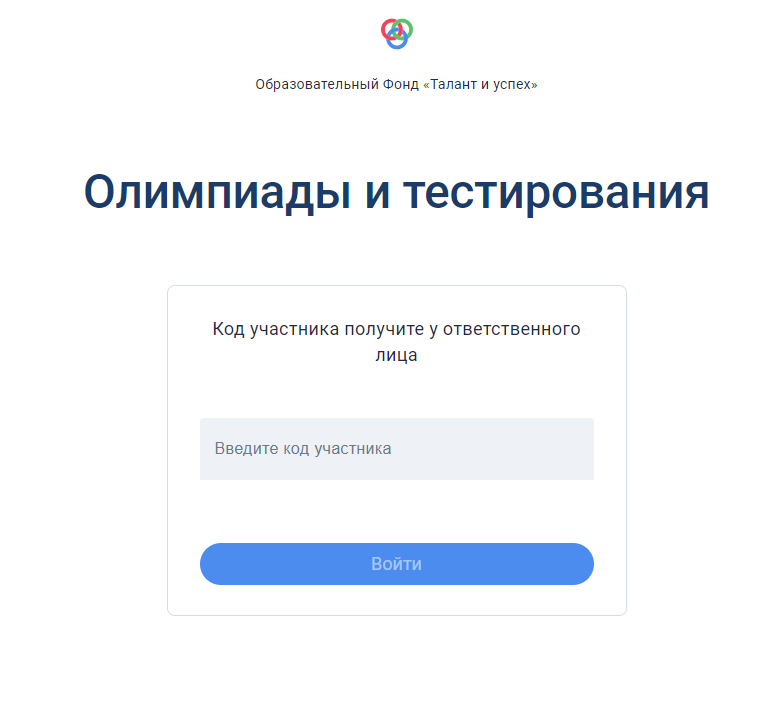 Образовательный Фонд «Талант и успех»
Олимпиады и тестирования
Код участника получите у ответственного
лица
Введите код участника
Войти